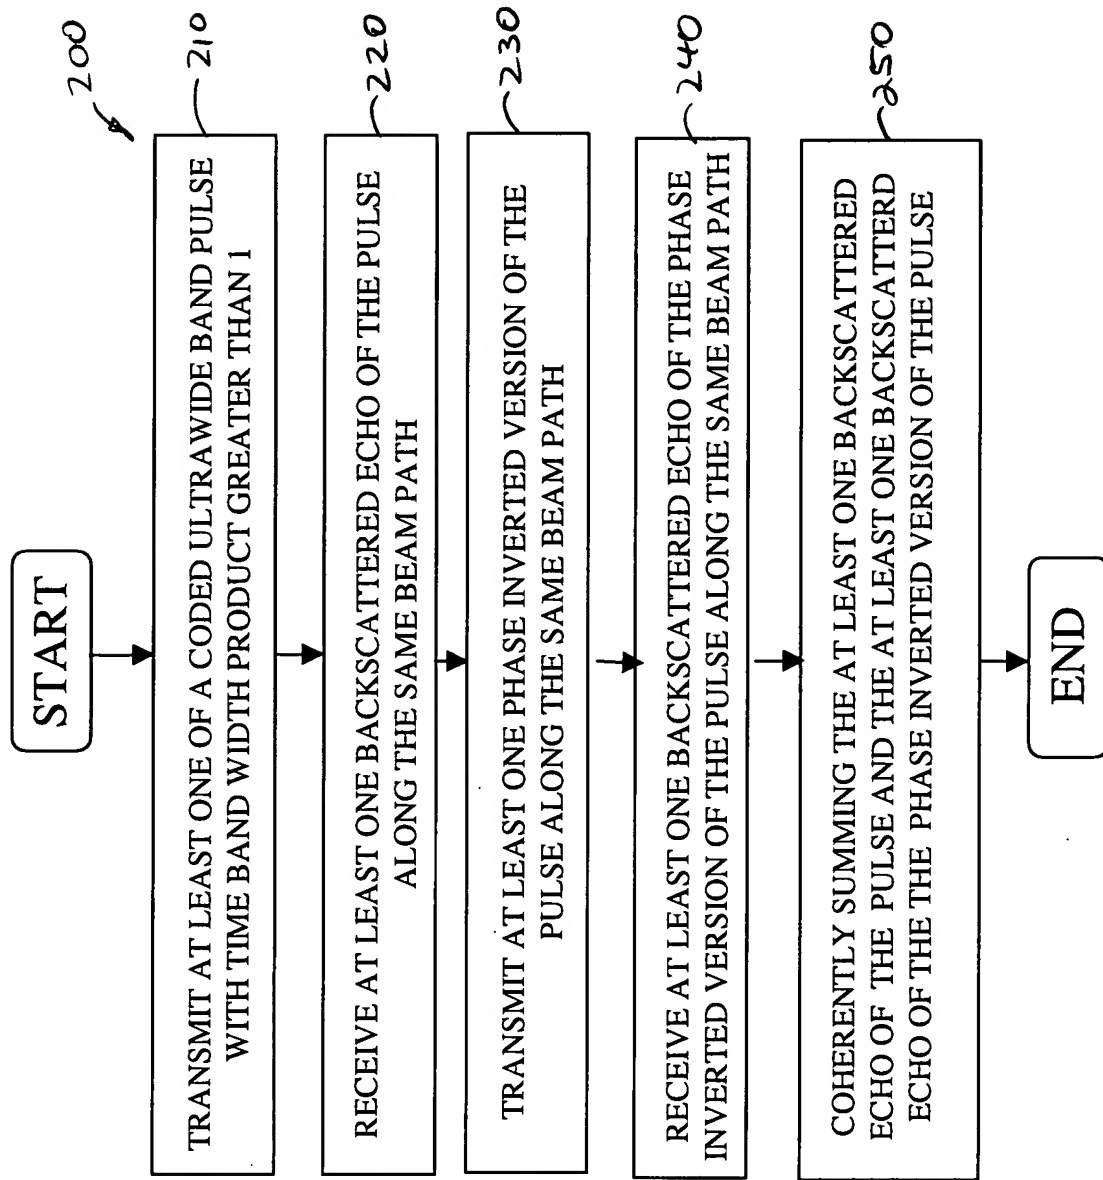 200
START
TRANSMIT AT LEAST ONE OF A CODED ULTRAWIDE BAND PULSE
WITH TIME BAND WIDTH PRODUCT GREATER THAN 1
210
RECEIVE AT LEAST ONE BACKSCATTERED ECHO OF THE PULSE
ALONG THE SAME BEAM PATH
220
TRANSMIT AT LEAST ONE PHASE INVERTED VERSION OF THE
PULSE ALONG THE SAME BEAM PATH
230
RECEIVE AT LEAST ONE BACKSCATTERED ECHO OF THE PHASE
INVERTED VERSION OF THE PULSE ALONG THE SAME BEAM PATH
240
COHERENTLY SUMMING THE AT LEAST ONE BACKSCATTERED
ECHO OF THE PULSE AND THE AT LEAST ONE BACKSCATTERD
ECHO OF THE THE PHASE INVERTED VERSION OF THE PULSE
250
END